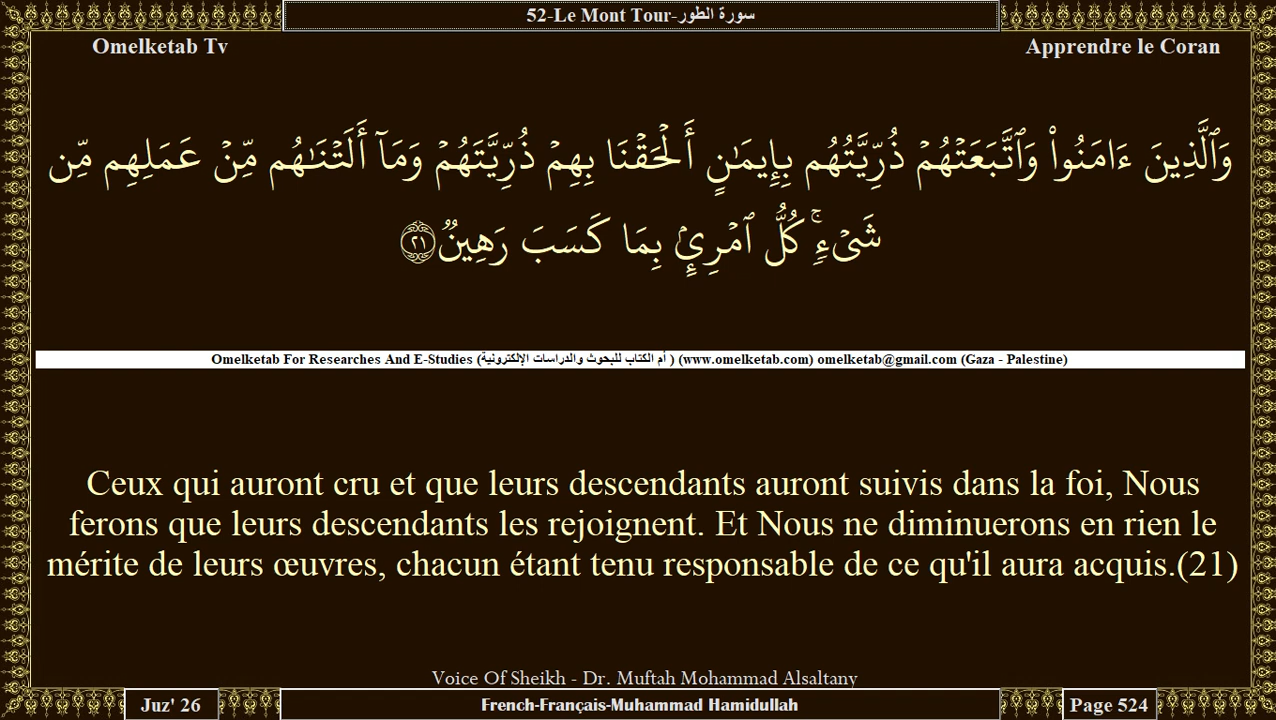 52-Le Mont Tour-سورة الطور
Omelketab Tv
Apprendre le Coran
وَٱلَّذِينَ ءَامَنُوا۟ وَٱتَّبَعَتْهُمْ ذُرِّيَّتُهُم بِإِيمَـٰنٍ أَلْحَقْنَا بِهِمْ ذُرِّيَّتَهُمْ وَمَآ أَلَتْنَـٰهُم مِّنْ عَمَلِهِم مِّن
شَىْءٍۢ ۚ كُلُّ ٱمْرِئٍۭ بِمَا كَسَبَ رَهِينٌۭ ٢١
Omelketab For Researches And E-Studies (أم الكتاب للبحوث والدراسات الإلكترونية ) (www.omelketab.com) omelketab@gmail.com (Gaza - Palestine)
Ceux qui auront cru et que leurs descendants auront suivis dans la foi, Nous
ferons que leurs descendants les rejoignent. Et Nous ne diminuerons en rien le
mérite de leurs œuvres, chacun étant tenu responsable de ce qu'il aura acquis.(21)
Voice Of Sheikh - Dr. Muftah Mohammad Alsaltany
Juz' 26
French-Français-Muhammad Hamidullah
Page 524